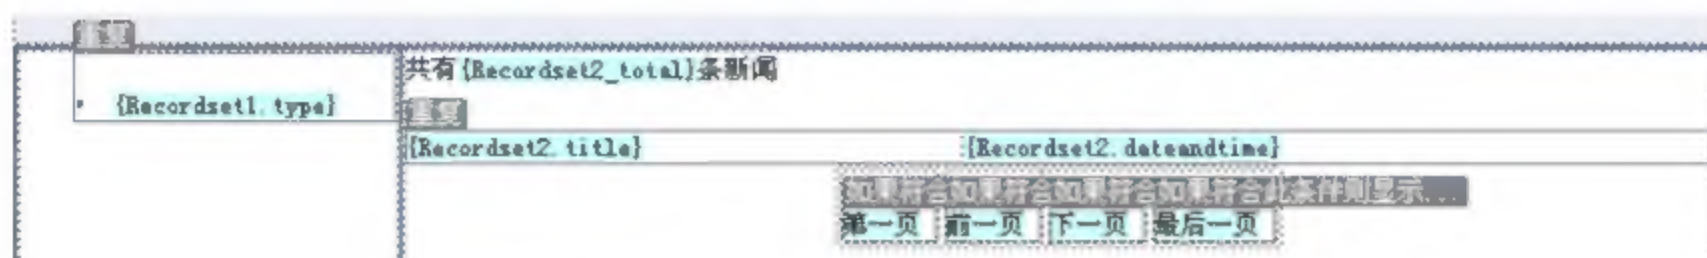 重复
共有{Recordset2_total}条新闻
{Recordset1.type}
重复
{Recordset2.title} {Recordset2.dateandtime}
如果符合如果符合如果符合如果符合此条件则显示...
第一页 前一页 下一页 最后一页